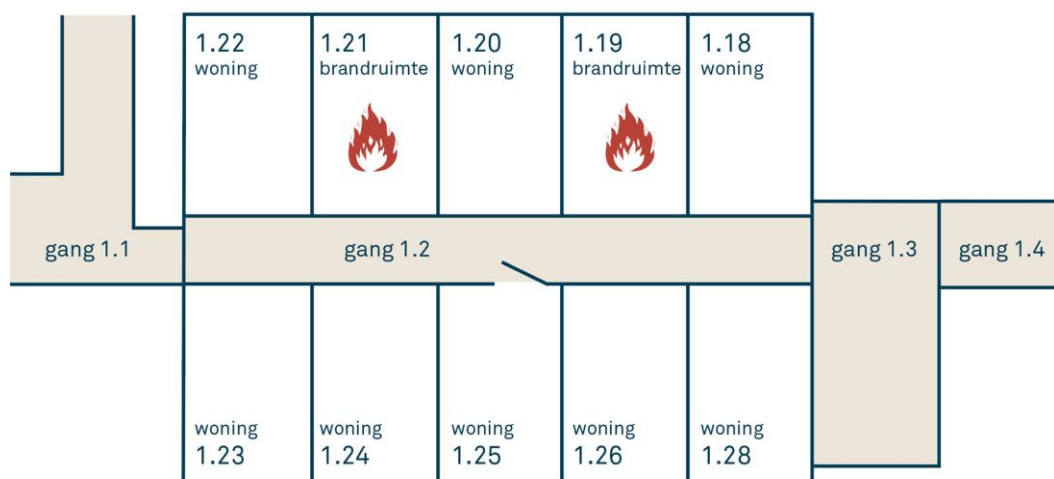 1.22
woning
1.21
brandruimte
1.20
woning
1.19
brandruimte
1.18
woning
gang 1.1
gang 1.2
gang 1.3
gang 1.4
woning
1.23
woning
1.24
woning
1.25
woning
1.26
woning
1.28